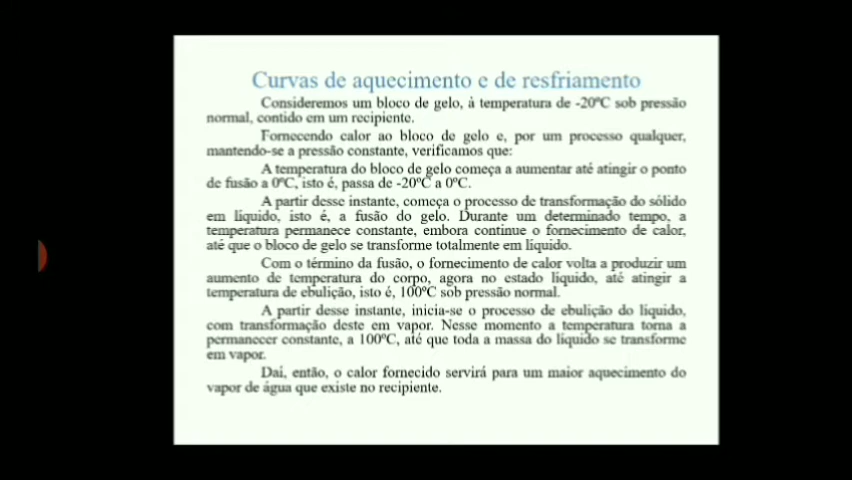 Curvas de aquecimento e de resfriamento
Consideremos um bloco de gelo, à temperatura de -20ºC sob pressão
normal, contido em um recipiente.
Fornecendo calor ao bloco de gelo e, por um processo qualquer,
mantendo-se a pressão constante, verificamos que:
A temperatura do bloco de gelo começa a aumentar até atingir o ponto
de fusão a 0ºC, isto é, passa de -20ºC a 0ºC.
A partir desse instante, começa o processo de transformação do sólido
em líquido, isto é, a fusão do gelo. Durante um determinado tempo, a
temperatura permanece constante, embora continue o fornecimento de calor,
até que o bloco de gelo se transforme totalmente em líquido.
Com o término da fusão, o fornecimento de calor volta a produzir um
aumento de temperatura do corpo, agora no estado líquido, até atingir a
temperatura de ebulição, isto é, 100ºC sob pressão normal.
A partir desse instante, inicia-se o processo de ebulição do líquido,
com transformação deste em vapor. Nesse momento a temperatura torna a
permanecer constante, a 100ºC, até que toda a massa do líquido se transforme
em vapor.
Daí, então, o calor fornecido servirá para um maior aquecimento do
vapor de água que existe no recipiente.